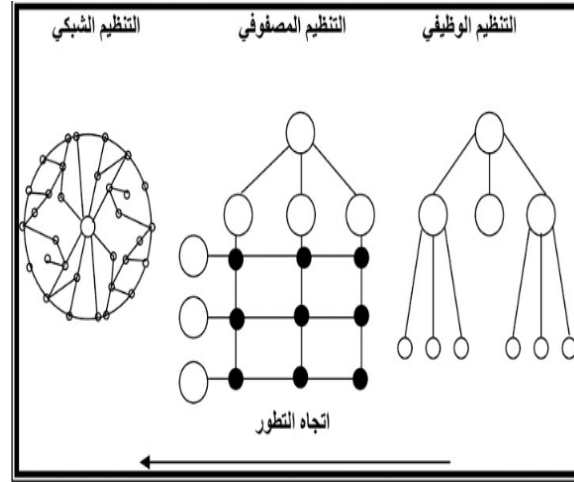 التنظيم الوظيفي
التنظيم المصفوفي
التنظيم الشبكي
اتجاه التطور